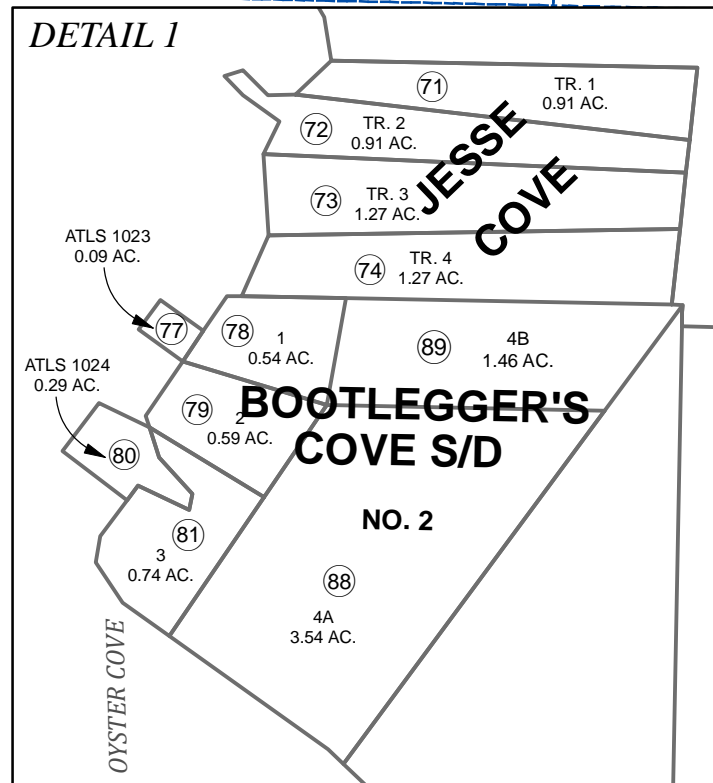 DETAIL 1
71
TR. 1
0.91 AC.
72
TR. 2
0.91 AC.
JESSE
COVE
73
TR. 3
1.27 AC.
74
TR. 4
1.27 AC.
ATLS 1023
0.09 AC.
77
78
1
0.54 AC.
89
4B
1.46 AC.
ATLS 1024
0.29 AC.
79
2
0.59 AC.
BOOTLEGGER'S
COVE S/D
NO. 2
80
81
3
0.74 AC.
88
4A
3.54 AC.
OYSTER COVE